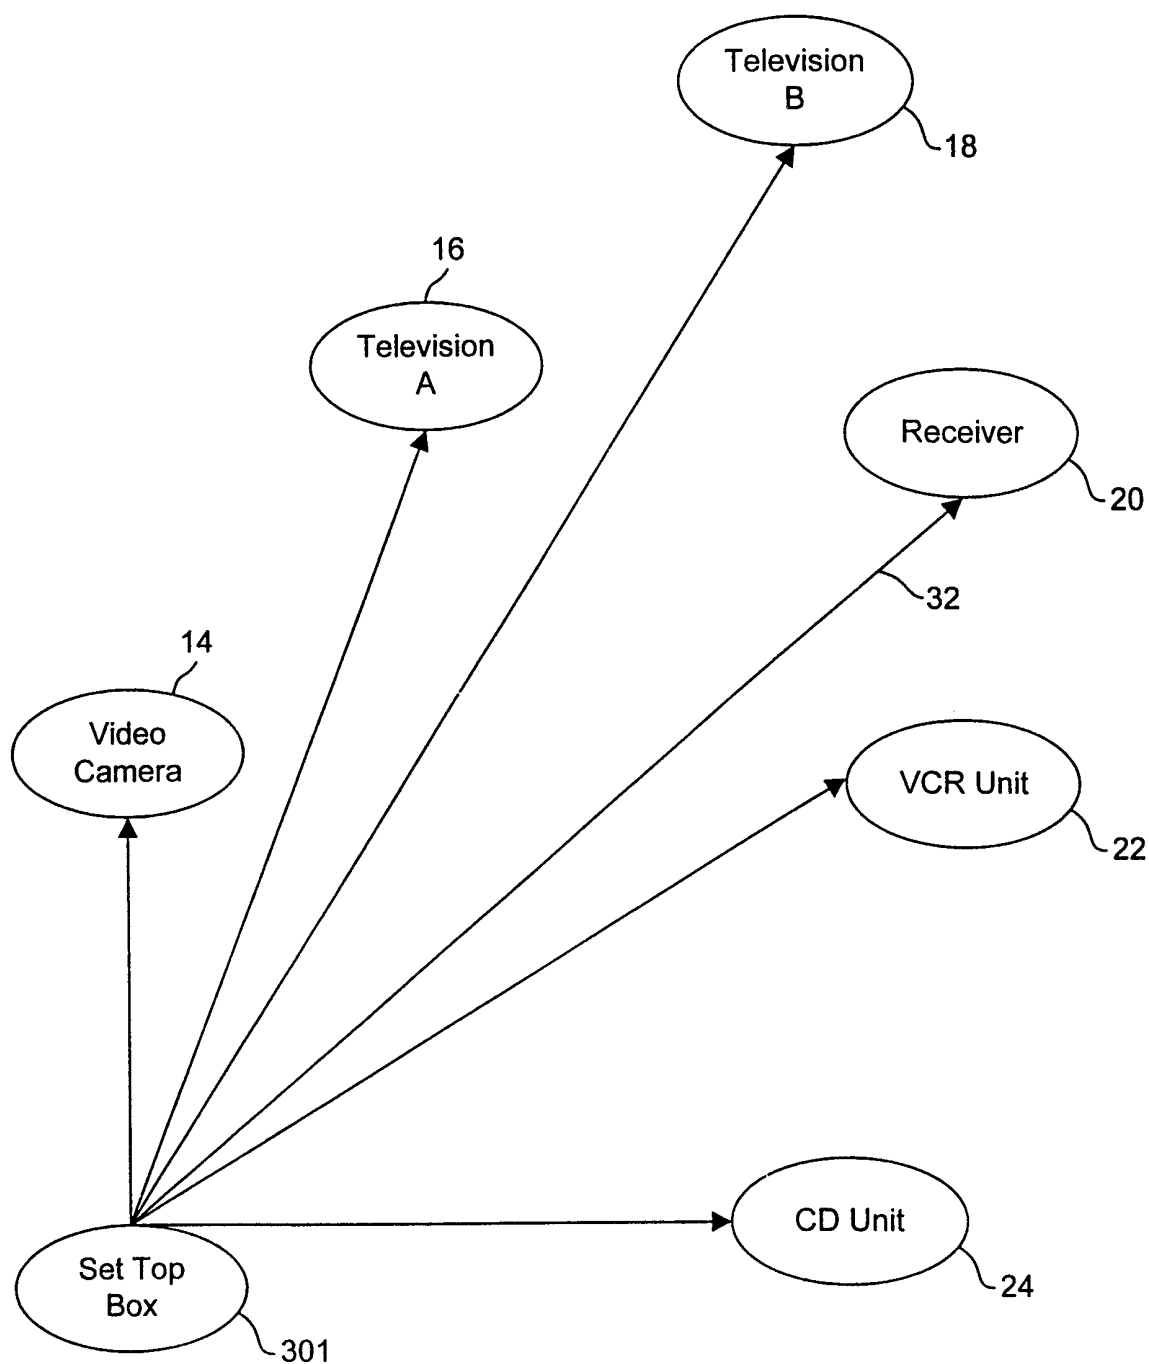 Television
B
18
16
Television
A
Receiver
20
32
14
Video
Camera
VCR Unit
22
CD Unit
24
Set Top
Box
301